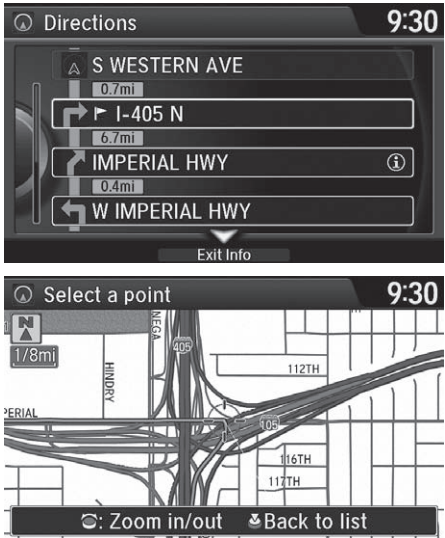 Directions
9:30
S WESTERN AVE
0.7mi
I-405 N
6.7mi
IMPERIAL HWY
0.4mi
W IMPERIAL HWY
Exit Info
Select a point
9:30
N
1/8mi
NEGA
405
HINDRY
112TH
PERIAL
105
116TH
117TH
: Zoom in/out
Back to list